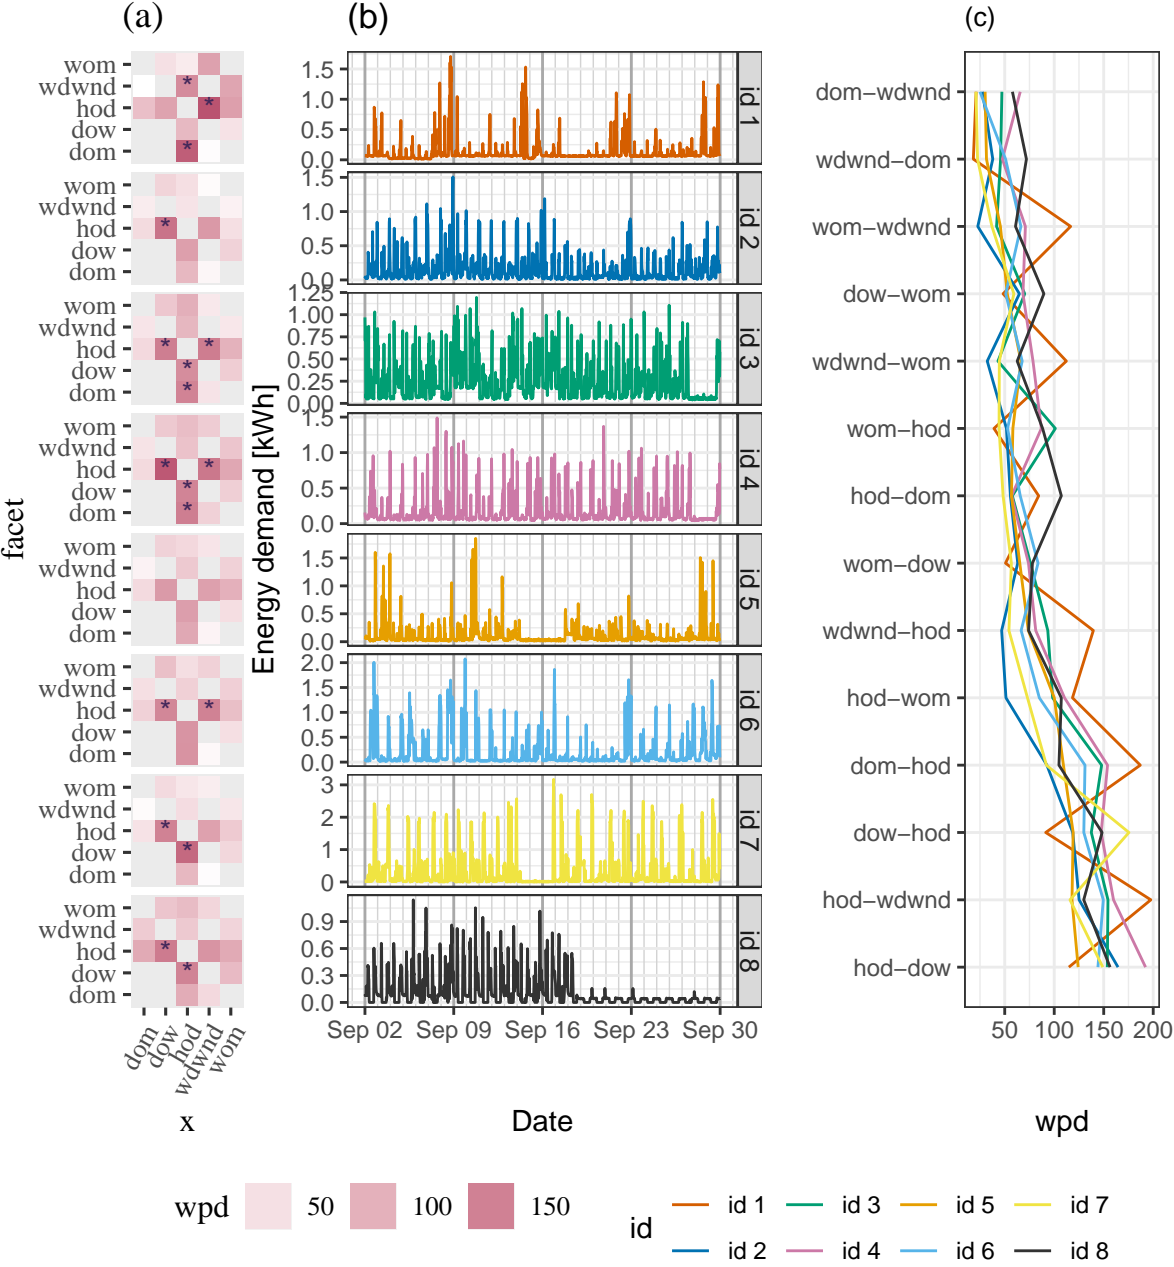 (a)
(b)
(c)
facet
wom
wdwnd
hod
dow
dom
wom
wdwnd
hod
dow
dom
wom
wdwnd
hod
dow
dom
wom
wdwnd
hod
dow
dom
wom
wdwnd
hod
dow
dom
wom
wdwnd
hod
dow
dom
wom
wdwnd
hod
dow
dom
wom
wdwnd
hod
dow
dom
* * * * * * * * * * * * * * * * * * *
dom
dow
hod
wdwnd
wom
x
Energy demand [kWh]
1.5
1.0
0.5
0.0
id 1
1.5
1.0
0.5
0.0
id 2
1.25
1.00
0.75
0.50
0.25
0.00
id 3
1.5
1.0
0.5
0.0
id 4
1.5
1.0
0.5
0.0
id 5
2.0
1.5
1.0
0.5
0.0
id 6
3
2
1
0
id 7
0.9
0.6
0.3
0.0
id 8
Sep 02 Sep 09 Sep 16 Sep 23 Sep 30
Date
dom−wdwnd
wdwnd−dom
wom−wdwnd
dow−wom
wdwnd−wom
wom−hod
hod−dom
wom−dow
wdwnd−hod
hod−wom
dom−hod
dow−hod
hod−wdwnd
hod−dow
50 100 150 200
wpd
wpd 50 100 150
id
id 1 id 3 id 5 id 7
id 2 id 4 id 6 id 8